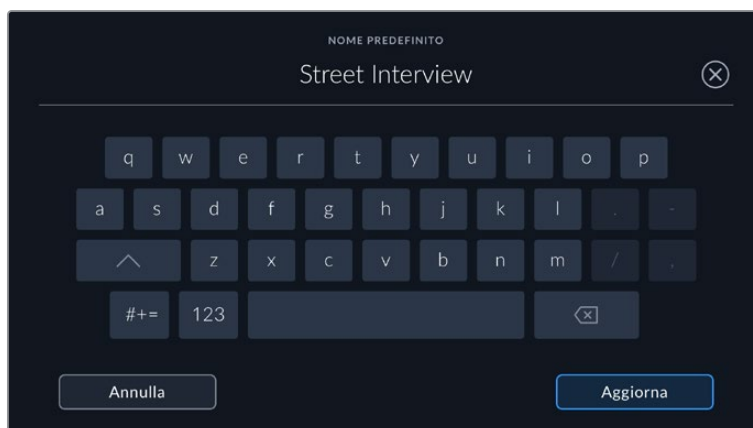 NOME PREDEFINITO
Street Interview
q w e r t y u i o p
a s d f g h j k l . -
z x c v b n m / ,
#+= 123
Annulla Aggiorna